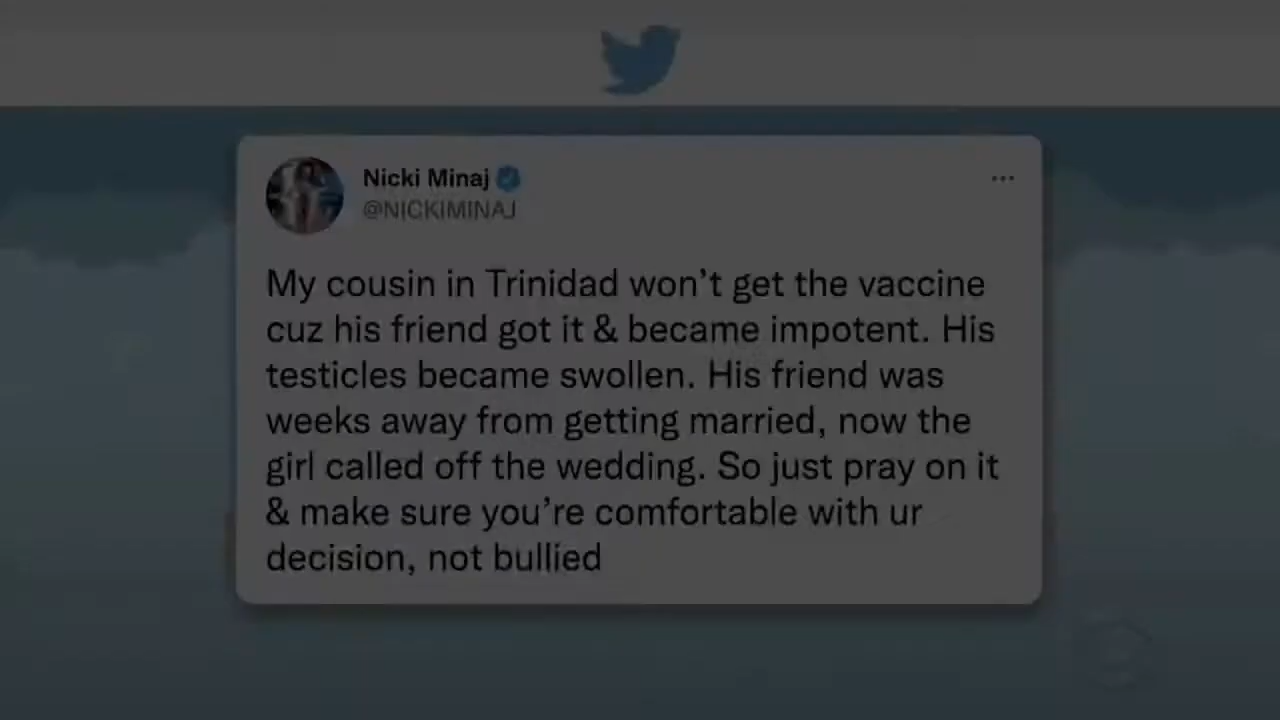 Nicki Minaj
@NICKIMINAJ
My cousin in Trinidad won’t get the vaccine
cuz his friend got it & became impotent. His
testicles became swollen. His friend was
weeks away from getting married, now the
girl called off the wedding. So just pray on it
& make sure you’re comfortable with ur
decision, not bullied